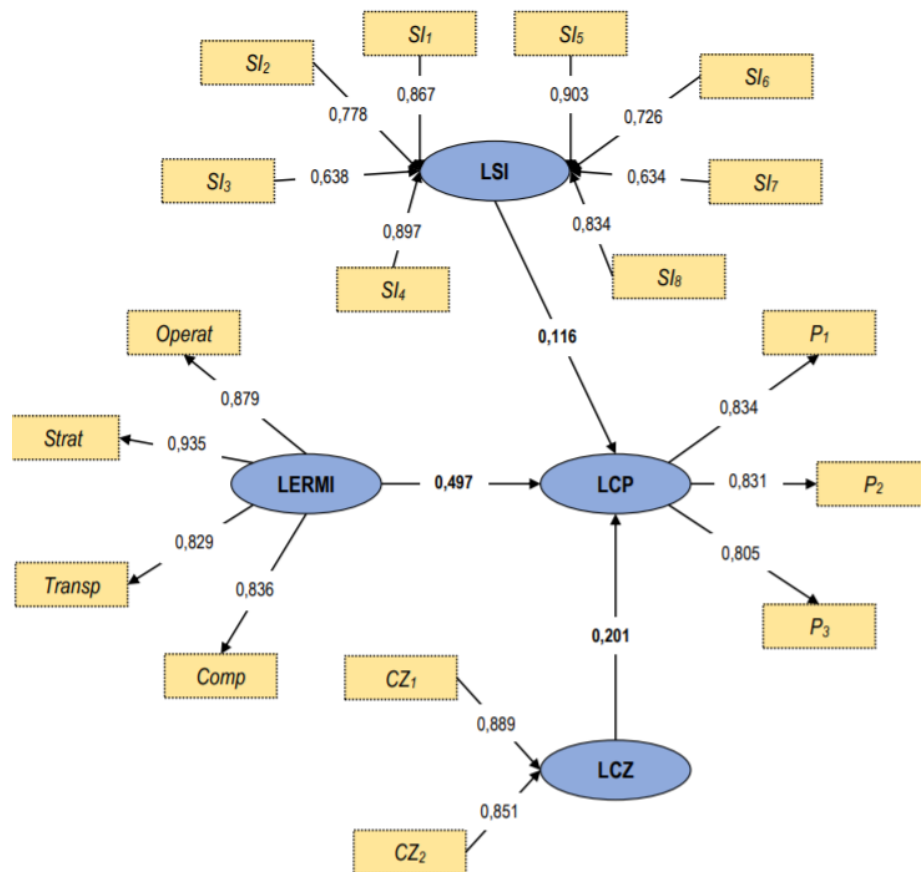 SI1
SI5
SI2
SI6
0,867
0,903
0,778
0,726
LSI
SI3
0,638
0,634
SI7
0,897
0,834
SI4
SI8
Operat
0,116
P1
0,879
0,834
Strat
0,935
LERMI
0,497
LCP
0,831
P2
0,829
0,805
Transp
0,836
P3
0,201
Comp
CZ1
0,889
LCZ
0,851
CZ2